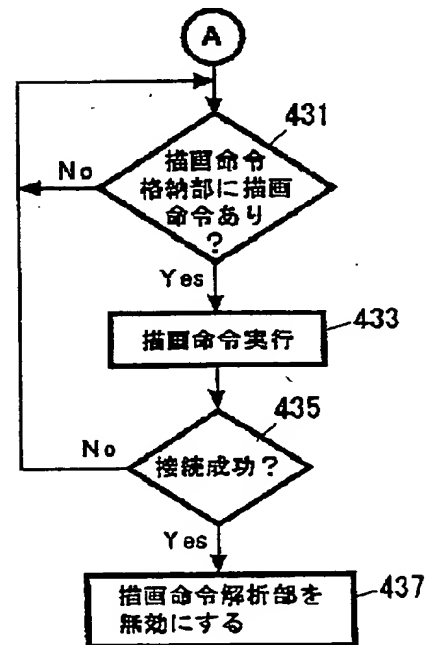 A
431
No
描画命令
格納部に描画
命令あり
?
Yes
描画命令実行
433
435
No
接続成功?
Yes
描画命令解析部を
無効にする
437